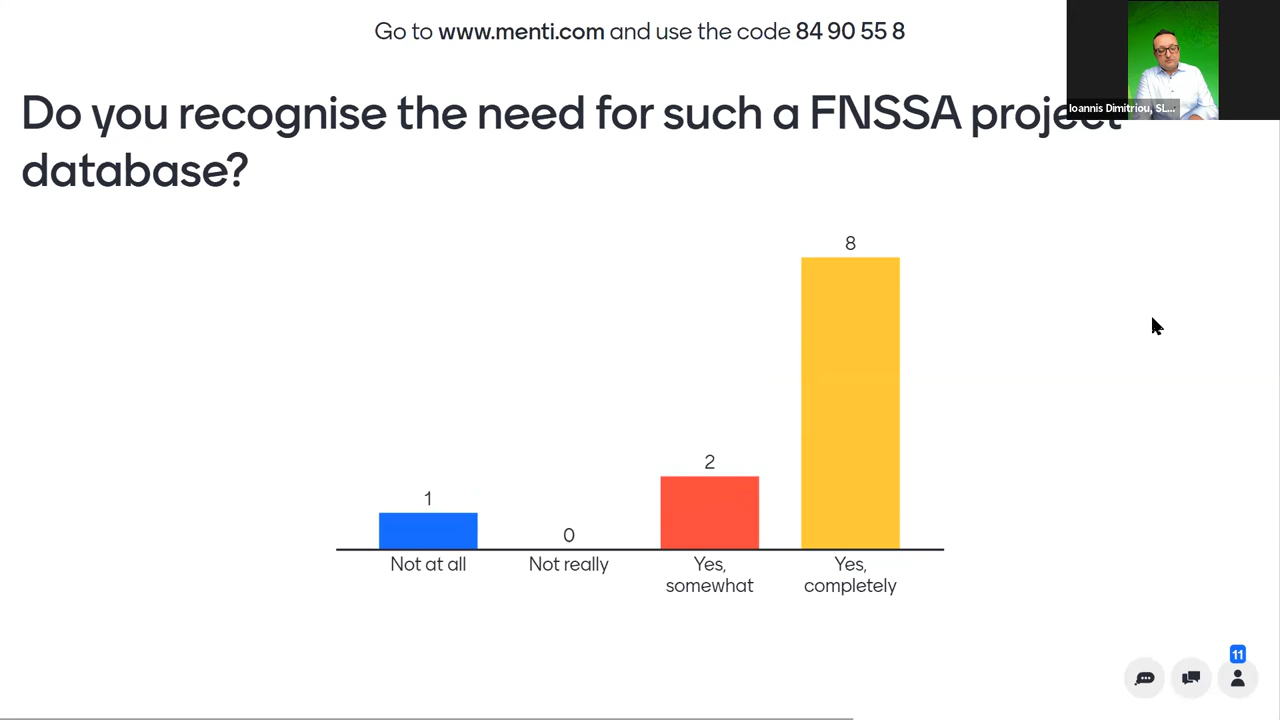 Go to www.menti.com and use the code 84 90 55 8
Ioannis Dimitriou, SL...
Do you recognise the need for such a FNSSA project
database?
8
2
1
0
Not at all
Not really
Yes,
somewhat
Yes,
completely
11